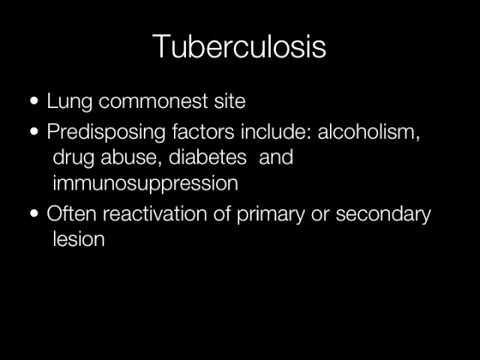 Tuberculosis
• Lung commonest site
• Predisposing factors include: alcoholism,
drug abuse, diabetes  and
immunosuppression
• Often reactivation of primary or secondary
lesion